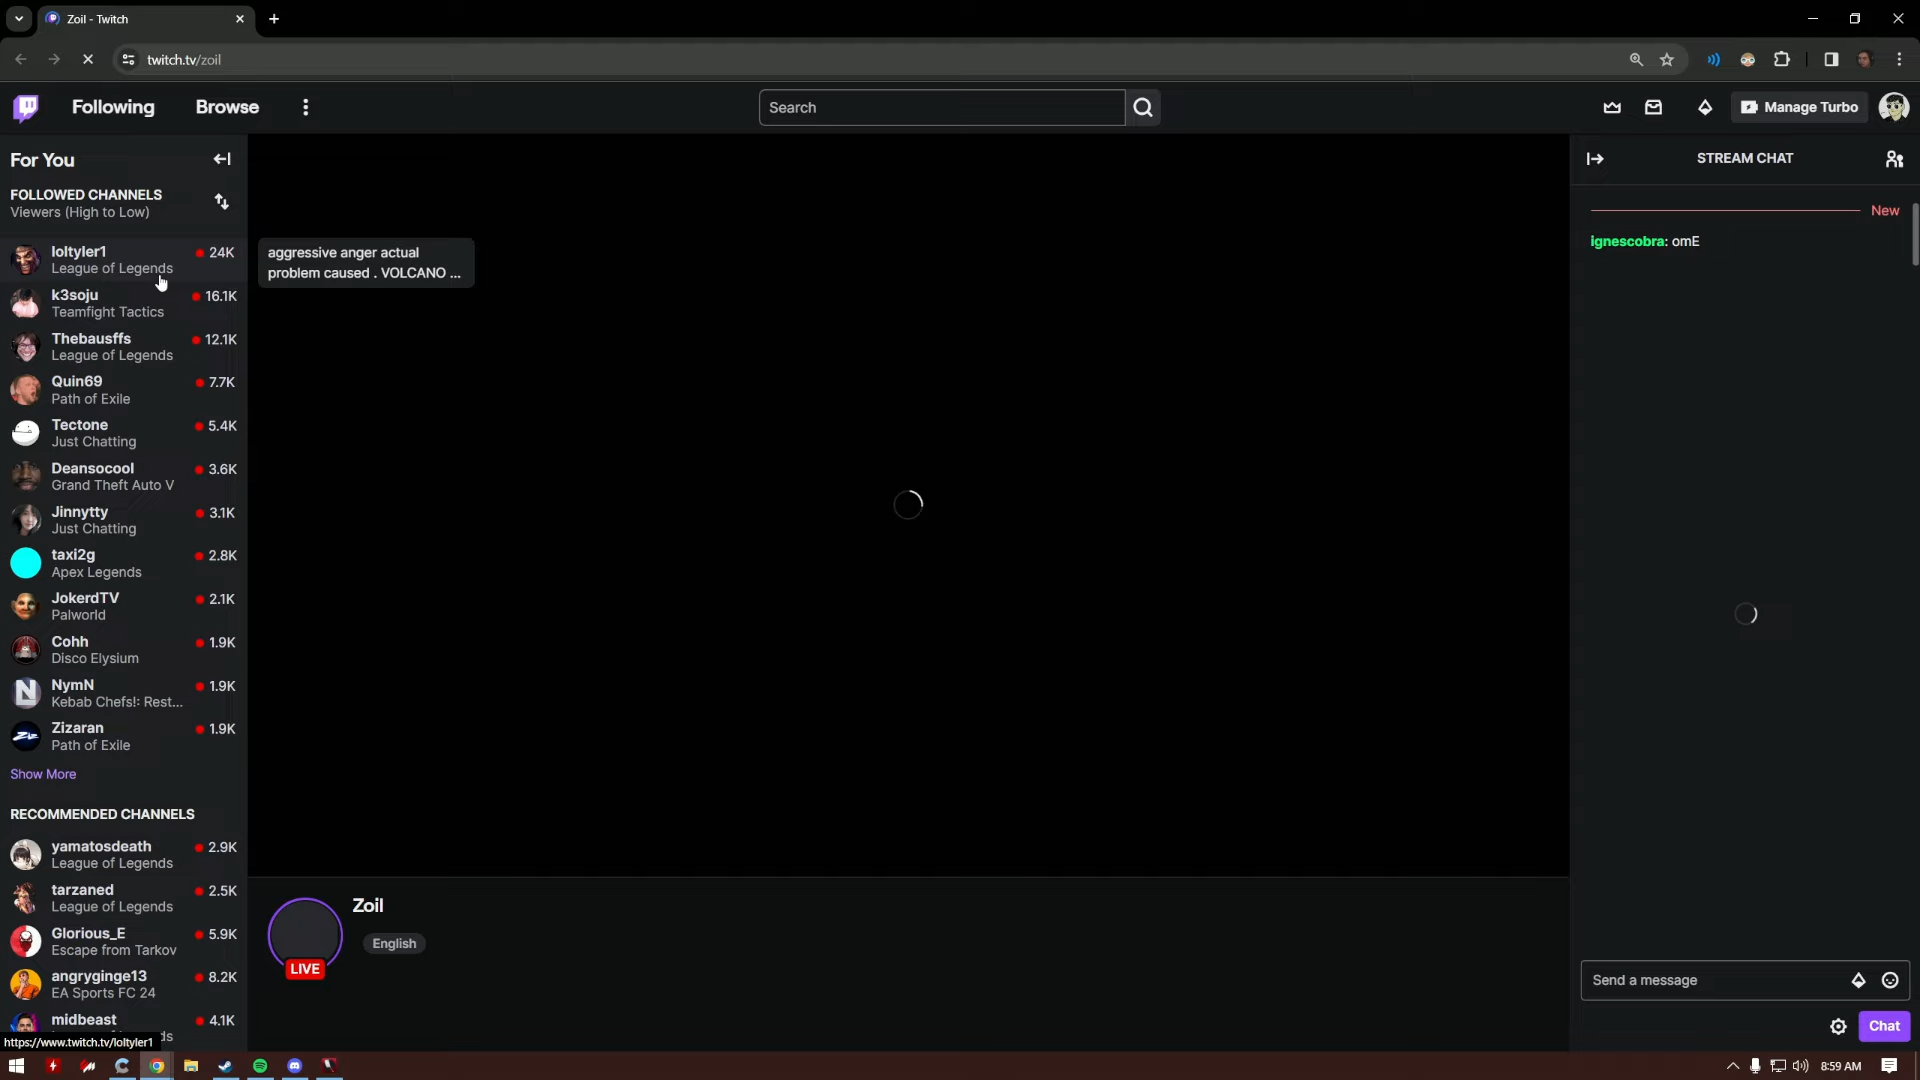 Zoil - Twitch
twitch.tv/zoil
Following
Browse
Search
Manage Turbo
For You
FOLLOWED CHANNELS
Viewers (High to Low)
loltyler1 24K
League of Legends
k3soju 16.1K
Teamfight Tactics
Thebausffs 12.1K
League of Legends
Quin69 7.7K
Path of Exile
Tectone 5.4K
Just Chatting
Deansocool 3.6K
Grand Theft Auto V
Jinnytty 3.1K
Just Chatting
taxi2g 2.8K
Apex Legends
JokerdTV 2.1K
Palworld
Cohh 1.9K
Disco Elysium
NymN 1.9K
Kebab Chefs!: Rest...
Zizaran 1.9K
Path of Exile
Show More
RECOMMENDED CHANNELS
yamatosdeath 2.9K
League of Legends
tarzaned 2.5K
League of Legends
Glorious_E 5.9K
Escape from Tarkov
angryginge13 8.2K
EA Sports FC 24
midbeast 4.1K
https://www.twitch.tv/loltyler1
aggressive anger actual
problem caused . VOLCANO ...
Zoil
English
LIVE
STREAM CHAT
New
ignescobra: omE
Send a message
Chat
8:59 AM